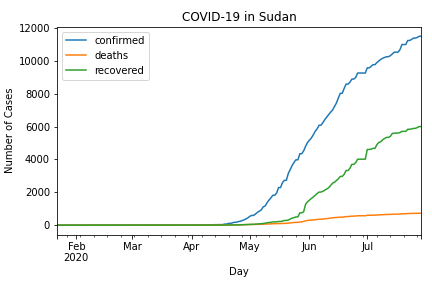 COVID-19 in Sudan
confirmed
deaths
recovered
12000
10000
8000
6000
4000
2000
0
Number of Cases
Feb Mar Apr May Jun Jul
2020
Day